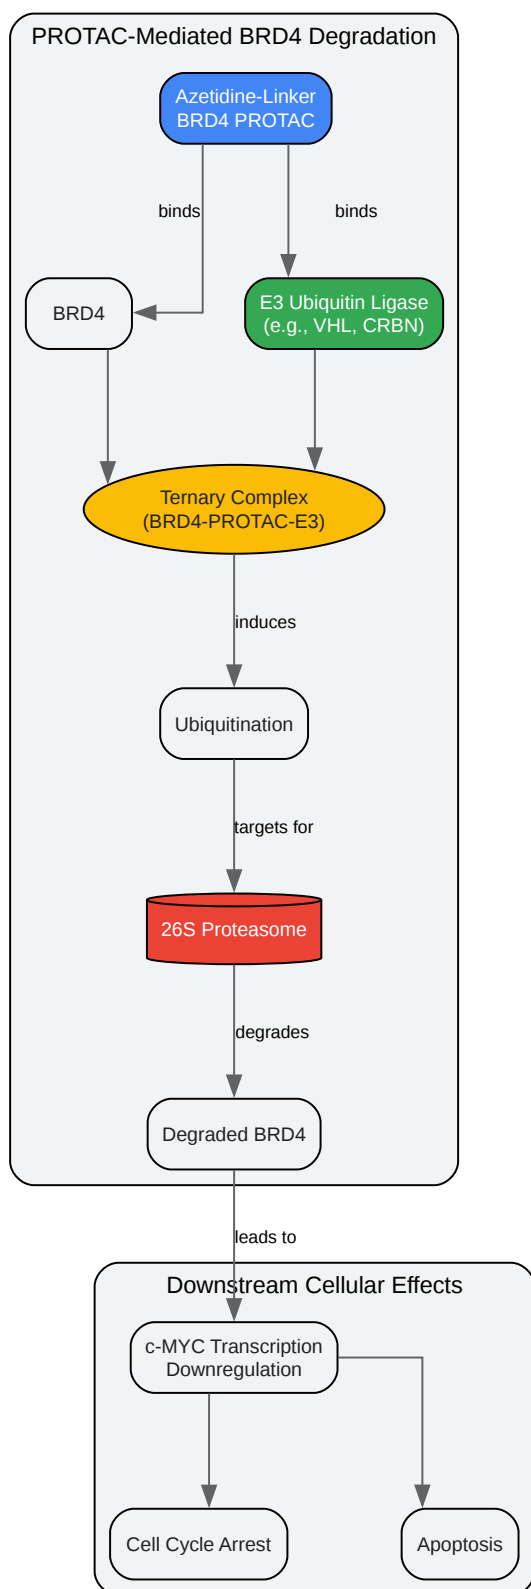 PROTAC-Mediated BRD4 Degradation
Azetidine-Linker
BRD4 PROTAC
binds
binds
BRD4
E3 Ubiquitin Ligase
(e.g., VHL, CRBN)
Ternary Complex
(BRD4-PROTAC-E3)
induces
Ubiquitination
targets for
26S Proteasome
degrades
Degraded BRD4
leads to
Downstream Cellular Effects
c-MYC Transcription
Downregulation
Cell Cycle Arrest
Apoptosis